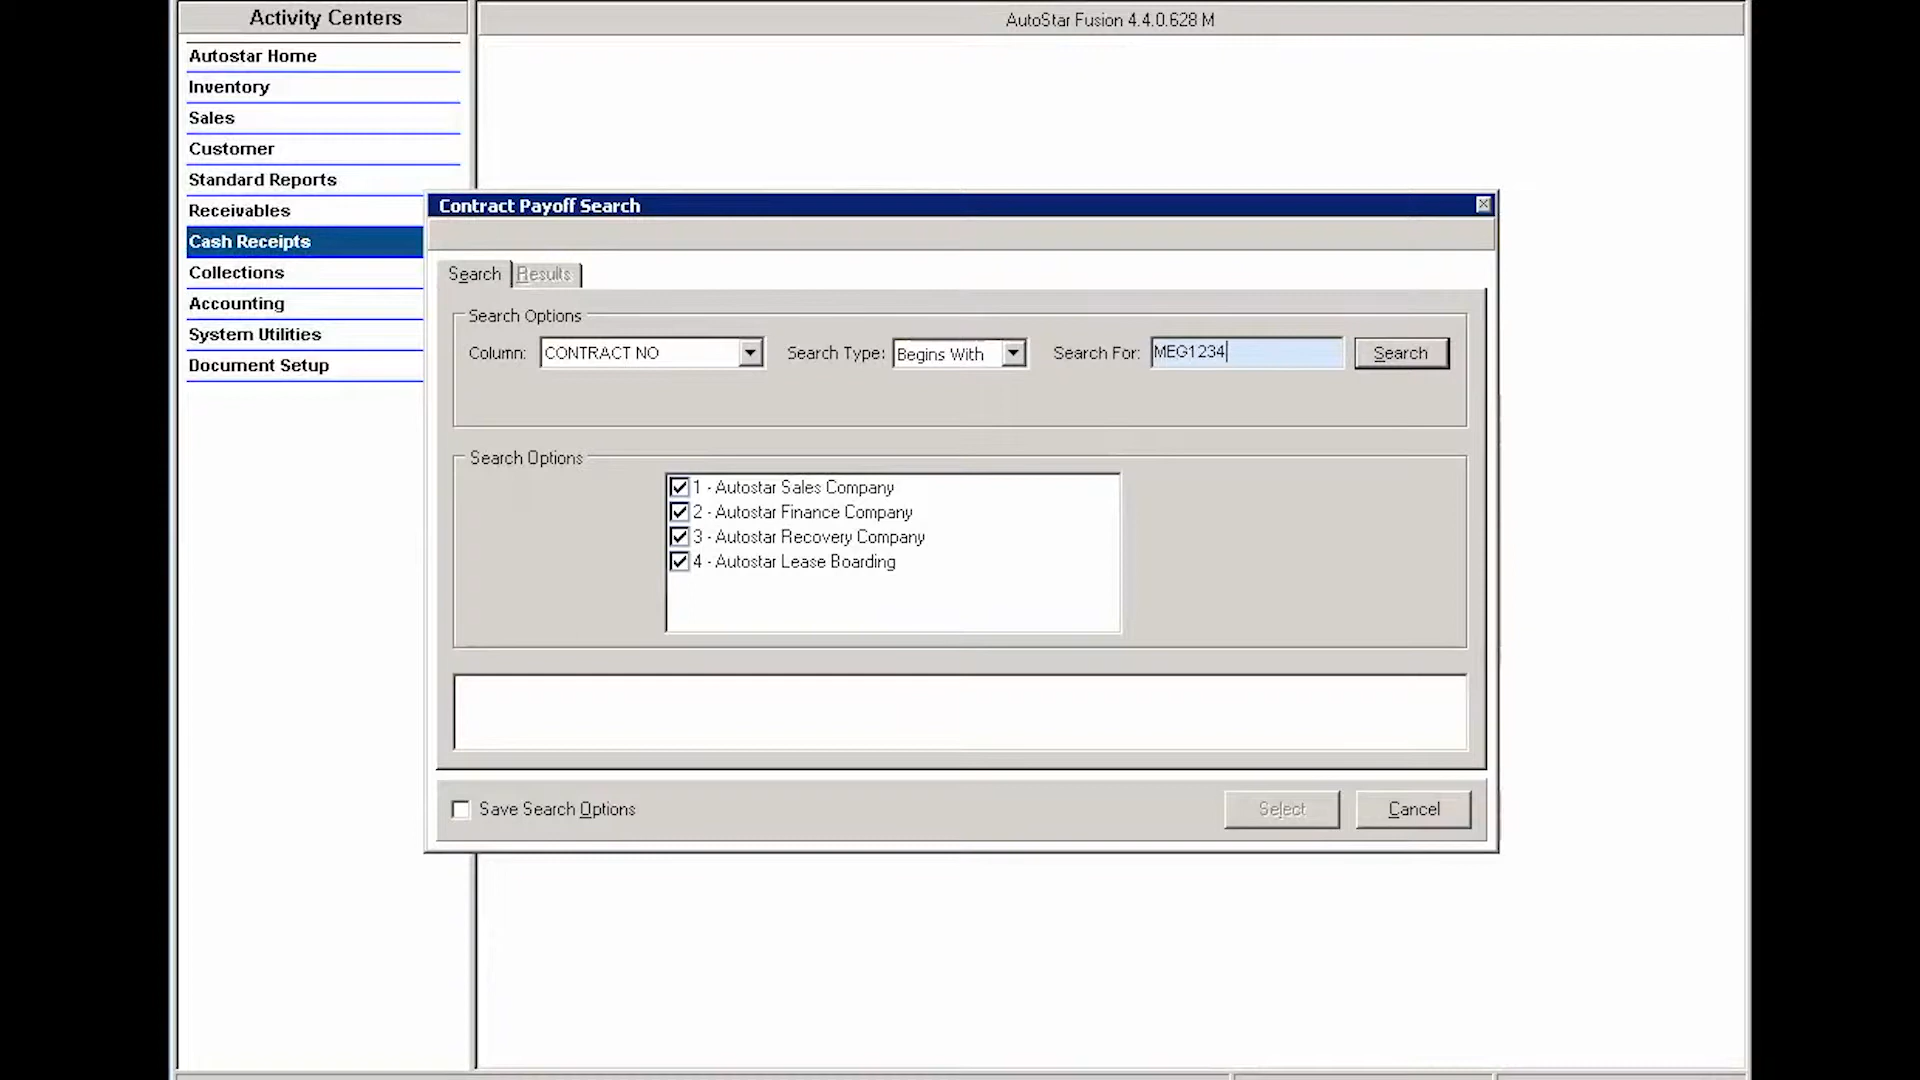 Activity Centers
AutoStar Fusion 4.4.0.628 M
Autostar Home
Inventory
Sales
Customer
Standard Reports
Receivables
Cash Receipts
Collections
Accounting
System Utilities
Document Setup
Contract Payoff Search
Search Results
Search Options
Column: CONTRACT NO Search Type: Begins With Search For: MEG1234 Search
Search Options
1 - Autostar Sales Company
2 - Autostar Finance Company
3 - Autostar Recovery Company
4 - Autostar Lease Boarding
Save Search Options Select Cancel